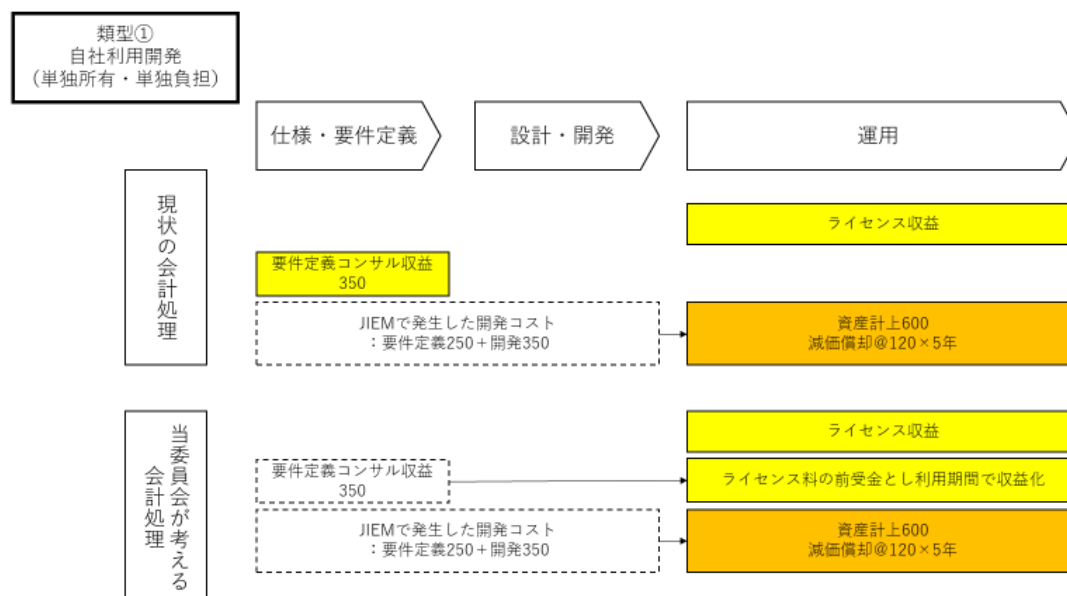 類型①
自社利用開発
（単独所有・単独負担）
仕様・要件定義
設計・開発
運用
現状の会計処理
ライセンス収益
要件定義コンサル収益
350
JIEMで発生した開発コスト
：要件定義250＋開発350
資産計上600
減価償却@120×5年
当委員会が考える
会計処理
ライセンス収益
要件定義コンサル収益
350
ライセンス料の前受金とし利用期間で収益化
JIEMで発生した開発コスト
：要件定義250＋開発350
資産計上600
減価償却@120×5年